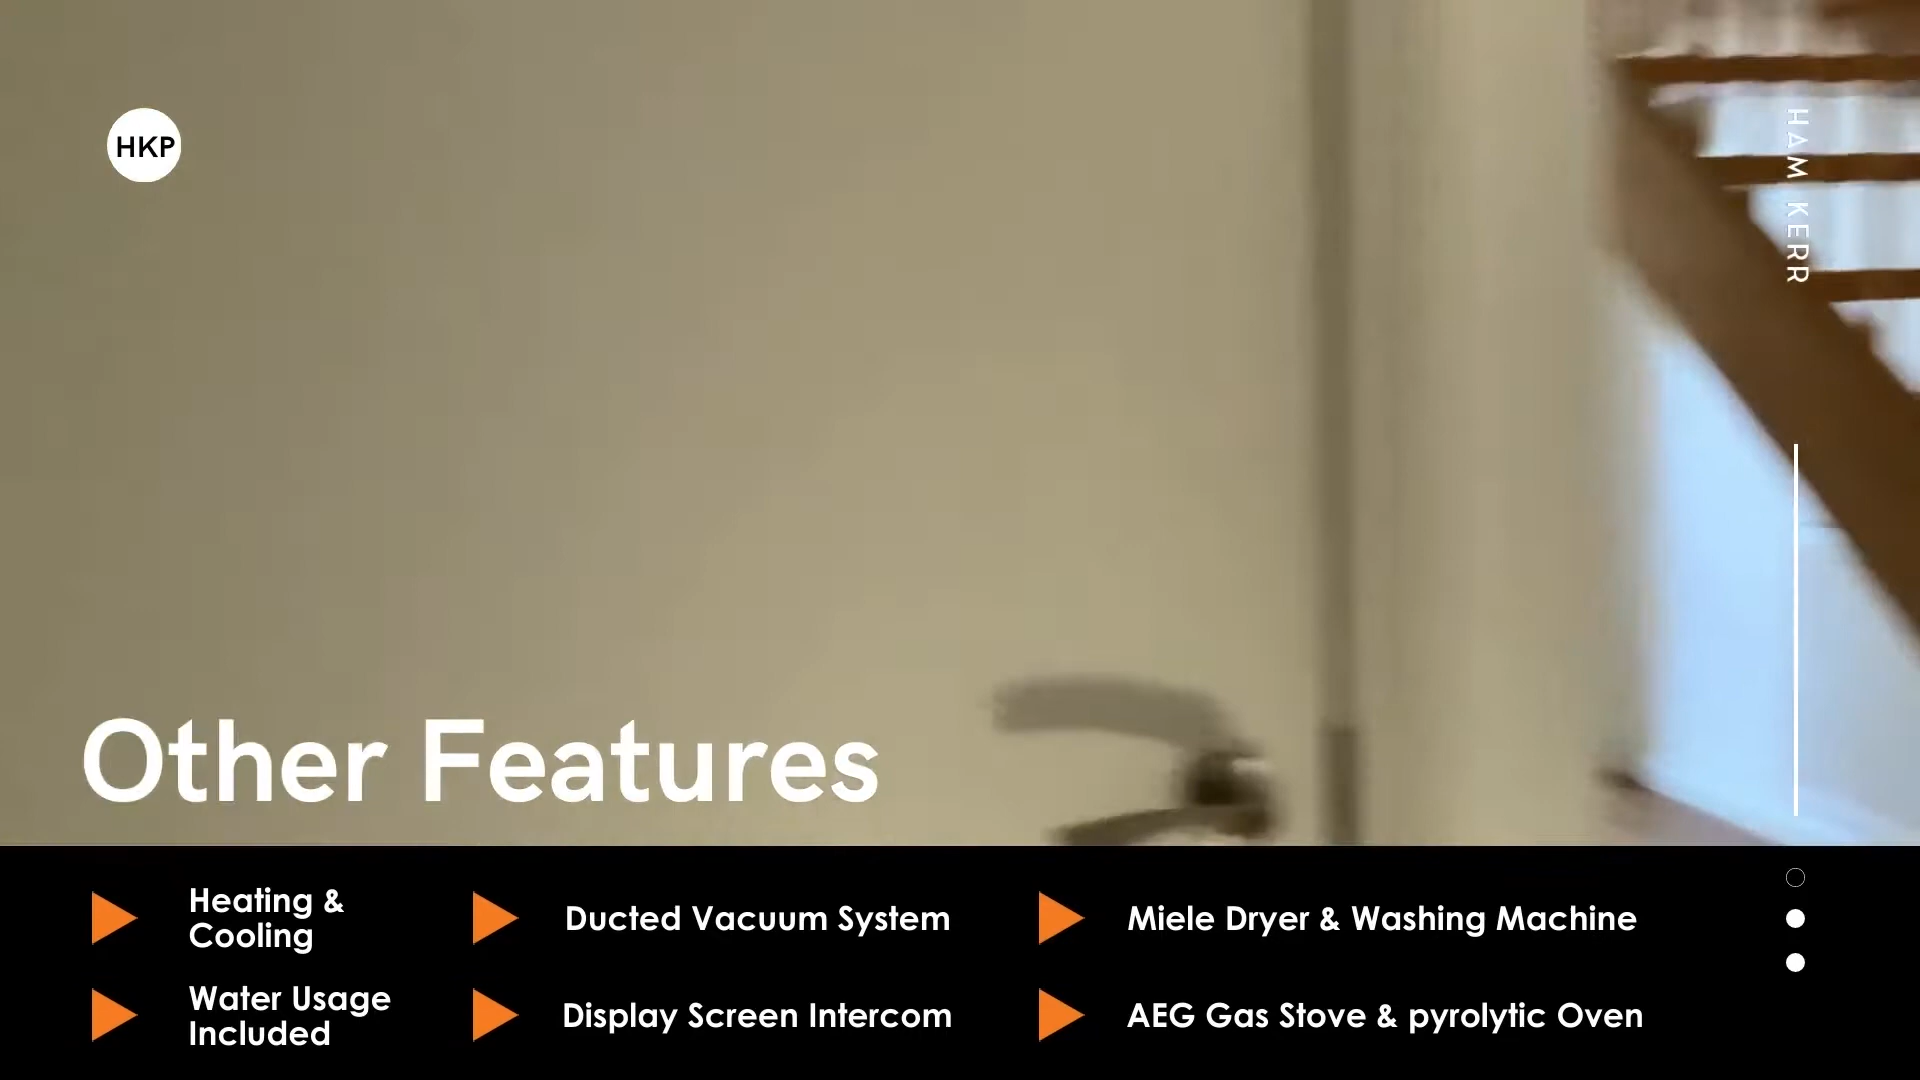 HKP
HAM KERR
Other Features
Heating &
Cooling
Ducted Vacuum System
Miele Dryer & Washing Machine
Water Usage
Included
Display Screen Intercom
AEG Gas Stove & pyrolytic Oven